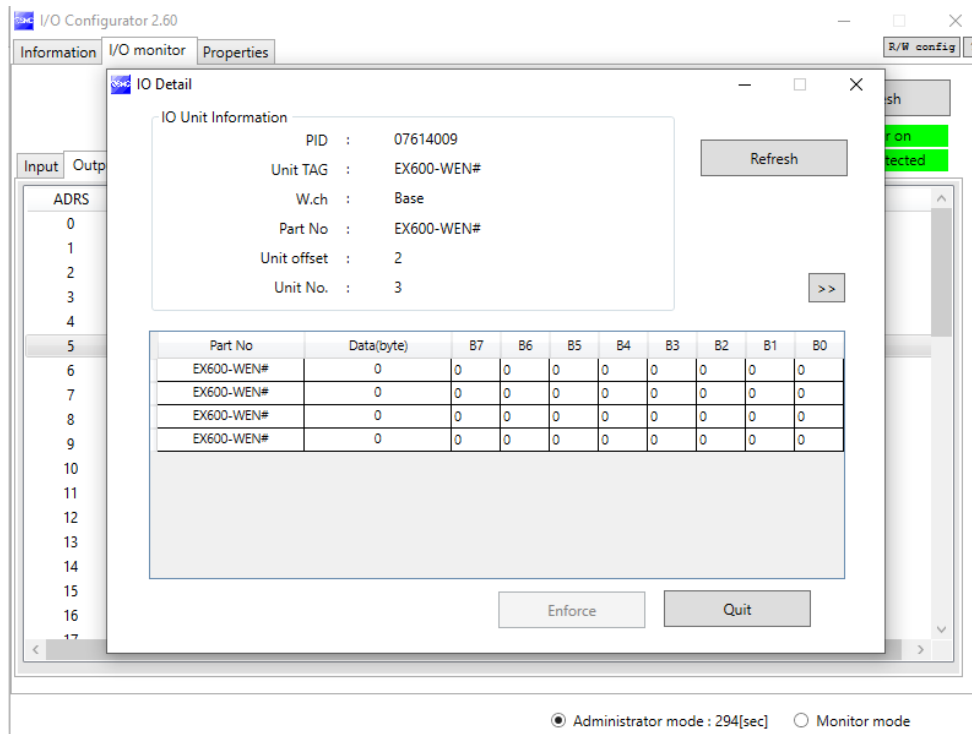 I/O Configurator 2.60
Information I/O monitor Properties
R/W config
IO Detail
IO Unit Information
PID : 07614009
Unit TAG : EX600-WEN#
W.ch : Base
Part No : EX600-WEN#
Unit offset : 2
Unit No. : 3
Refresh
>>
Input Outp
ADRS
0
1
2
3
4
5
6
7
8
9
10
11
12
13
14
15
16
17
esh
r on
tected
Part No Data(byte) B7 B6 B5 B4 B3 B2 B1 B0
EX600-WEN# 0 0 0 0 0 0 0 0 0
EX600-WEN# 0 0 0 0 0 0 0 0 0
EX600-WEN# 0 0 0 0 0 0 0 0 0
EX600-WEN# 0 0 0 0 0 0 0 0 0
Enforce Quit
Administrator mode : 294[sec] Monitor mode